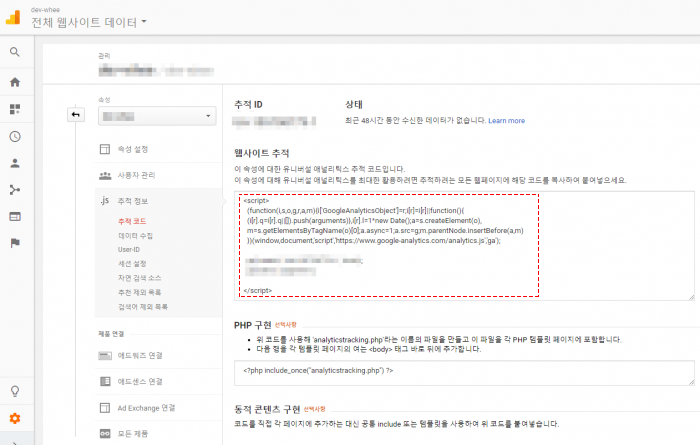 dev-whee
전체 웹사이트 데이터
관리
속성
속성 설정
사용자 관리
.JS 추적 정보
추적 코드
데이터 수집
User-ID
세션 설정
자연 검색 소스
추천 제외 목록
검색어 제외 목록
제품 연결
애드워즈 연결
애드센스 연결
Ad Exchange 연결
모든 제품
추적 ID
상태
최근 48시간 동안 수신한 데이터가 없습니다. Learn more
웹사이트 추적
이 속성에 대한 유니버설 애널리틱스 추적 코드입니다.
이 속성에 대해 유니버설 애널리틱스를 최대한 활용하려면 추적하려는 모든 웹페이지에 해당 코드를 복사하여 붙여넣으세요.
<script>
(function(i,s,o,g,r,a,m){i['GoogleAnalyticsObject']=r;i[r]=i[r]||function(){
(i[r].q=i[r].q||[]).push(arguments)},i[r].l=1*new Date();a=s.createElement(o),
m=s.getElementsByTagName(o)[0];a.async=1;a.src=g;m.parentNode.insertBefore(a,m)
})(window,document,'script','https://www.google-analytics.com/analytics.js','ga');
</script>
PHP 구현 선택사항
• 위 코드를 사용해 'analyticstracking.php'라는 이름의 파일을 만들고 이 파일을 각 PHP 템플릿 페이지에 포함합니다.
• 다음 행을 각 템플릿 페이지의 여는 <body> 태그 바로 뒤에 추가합니다.
<?php include_once("analyticstracking.php") ?>
동적 콘텐츠 구현 선택사항
코드를 직접 각 페이지에 추가하는 대신 공통 include 또는 템플릿을 사용하여 위 코드를 붙여넣습니다.